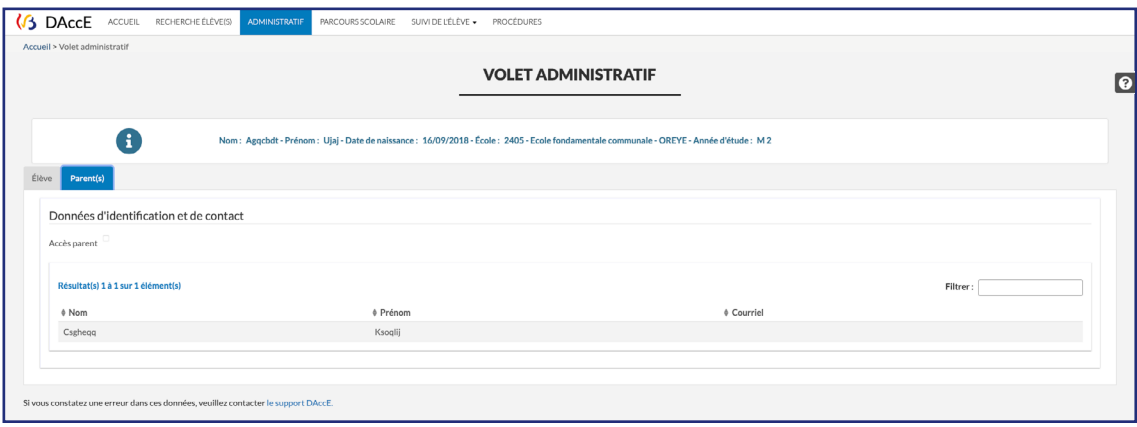 DAccE ACCUEIL RECHERCHE ÉLÈVE(S) ADMINISTRATIF PARCOURS SCOLAIRE SUIVI DE L'ÉLÈVE PROCÉDURES
Accueil > Volet administratif
VOLET ADMINISTRATIF
?
i
Nom : Agqcbdt - Prénom : Ujaj - Date de naissance : 16/09/2018 - École : 2405 - Ecole fondamentale communale - OREYE - Année d'étude : M 2
Élève Parent(s)
Données d'identification et de contact
Accès parent
Résultat(s) 1 à 1 sur 1 élément(s) Filtrer :
Nom Prénom Courriel
Csgheqq Ksoqlij
Si vous constatez une erreur dans ces données, veuillez contacter le support DAccE.